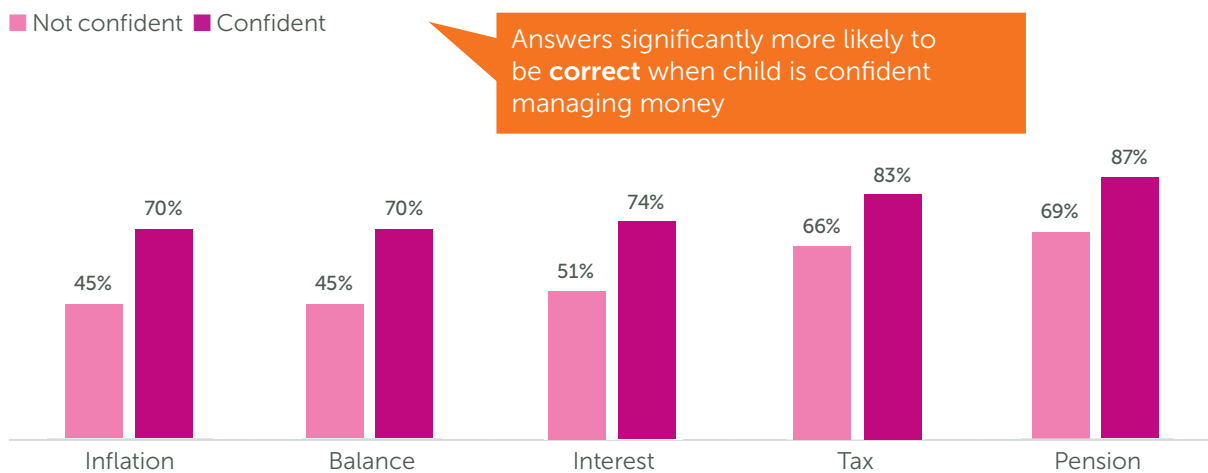 Not confident Confident
Answers significantly more likely to
be correct when child is confident
managing money
45% 70% 45% 70% 51% 74% 66% 83% 69% 87%
Inflation Balance Interest Tax Pension